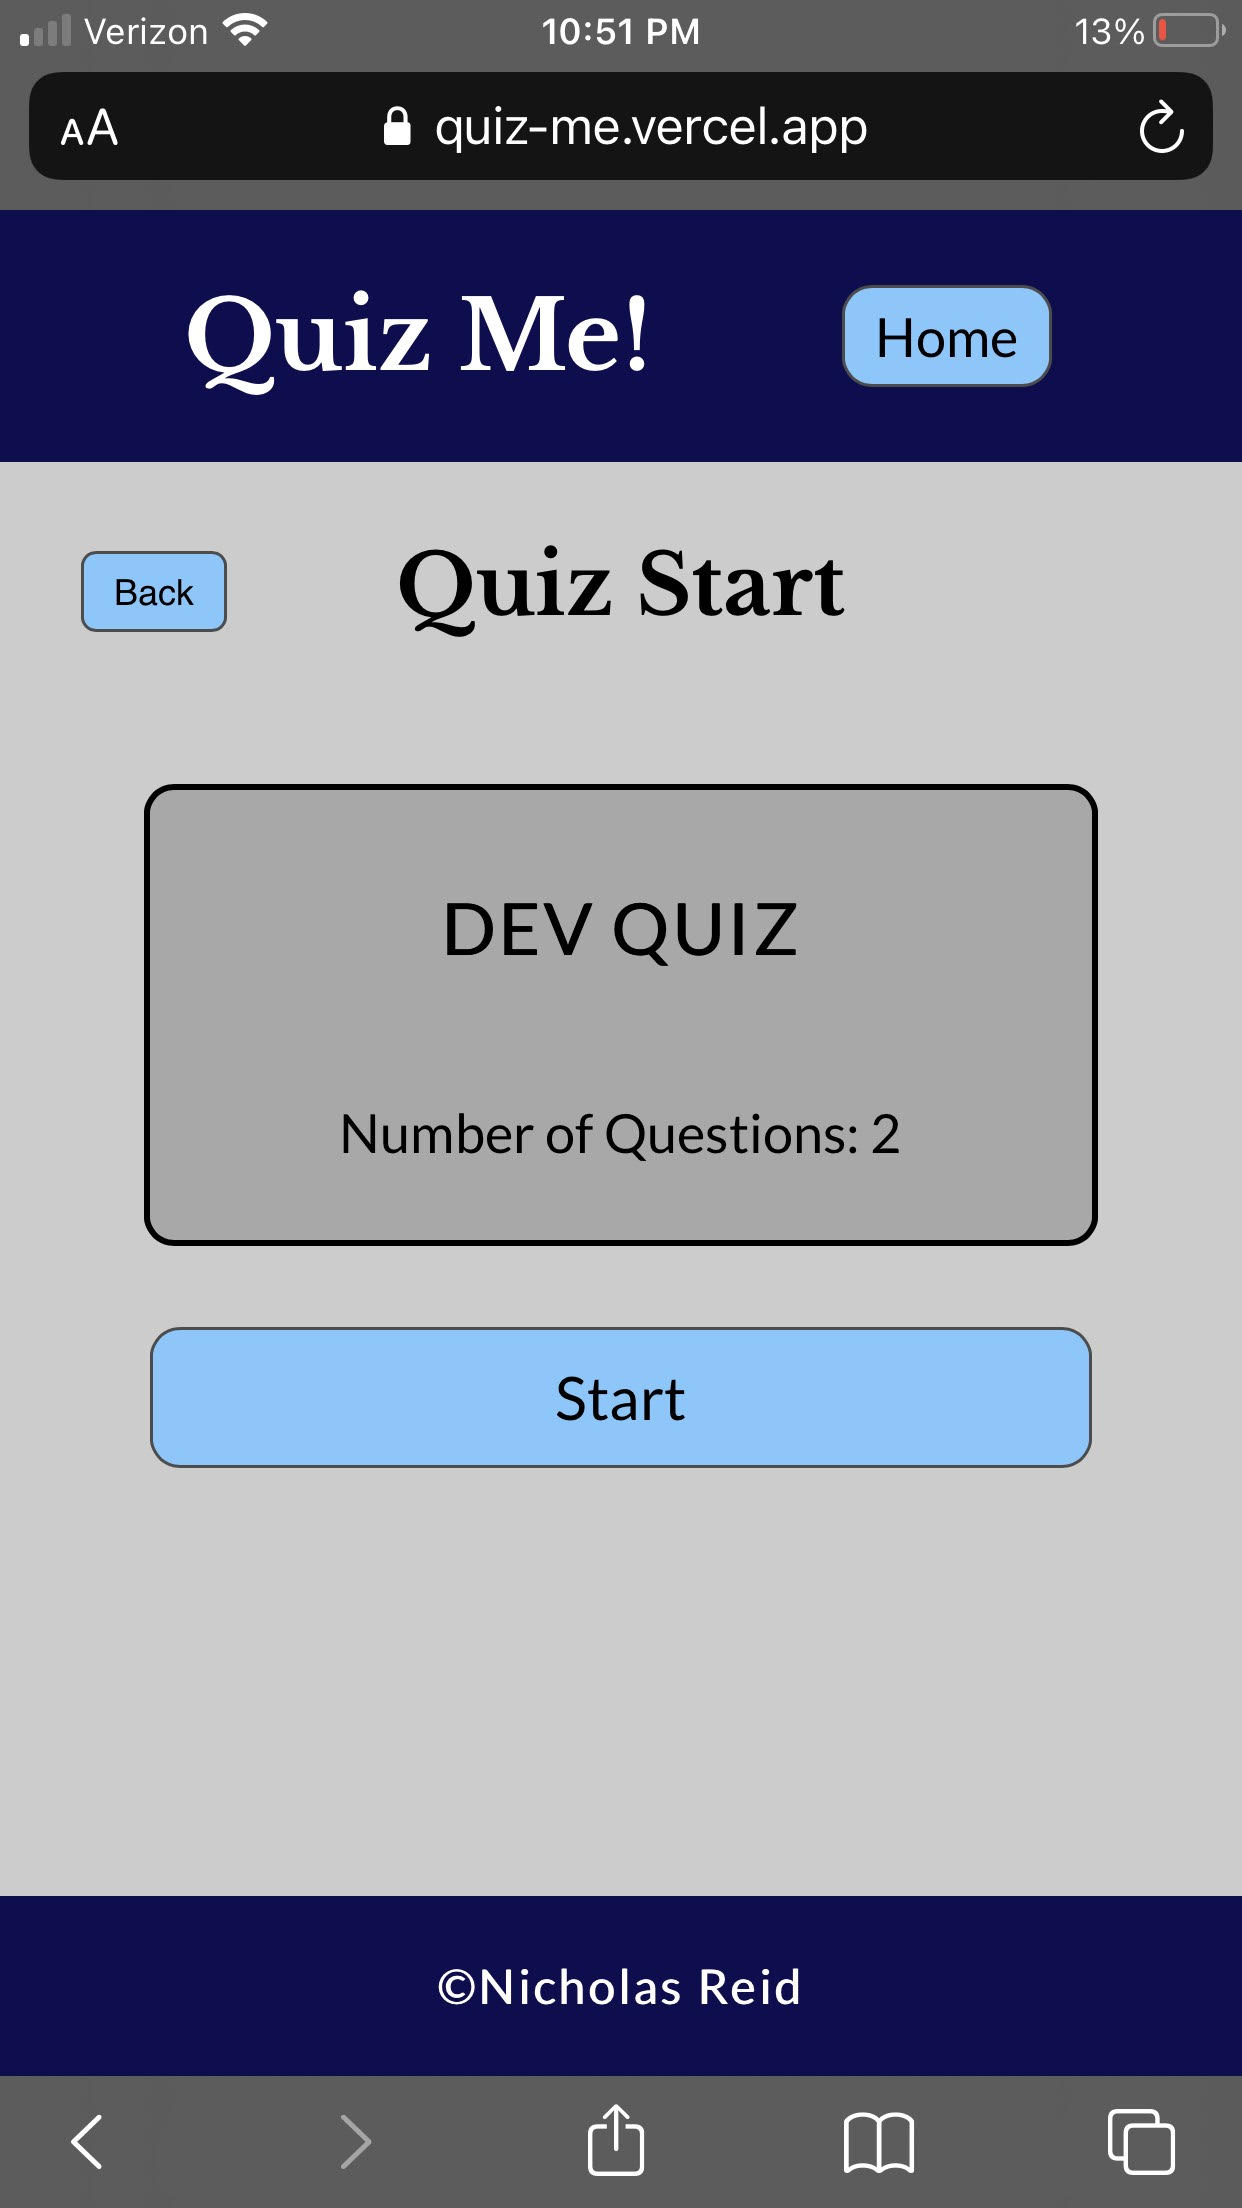 Verizon 10:51 PM 13%
AA quiz-me.vercel.app
Quiz Me! Home
Back Quiz Start
DEV QUIZ
Number of Questions: 2
Start
©Nicholas Reid